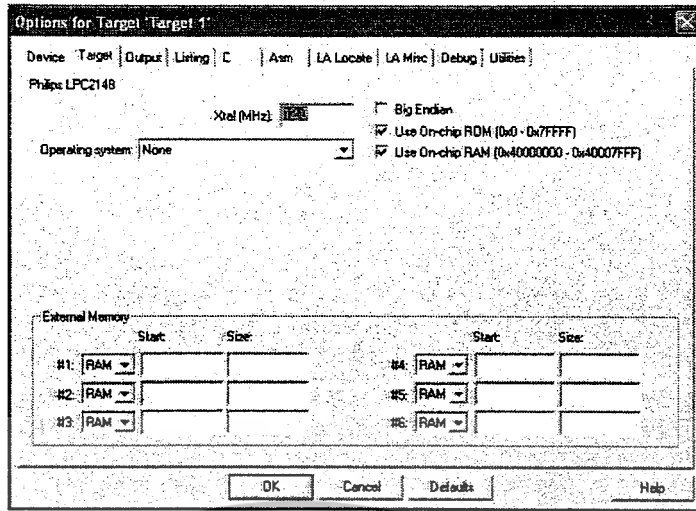 Options for Target 'Target 1'
Device Target Output Listing C Asm LA Locate LA Misc Debug Utilities
Philips LPC2148
Xtal (MHz):
Big Endian
Operating system: None
Use On-chip ROM (0x0 - 0x7FFFF)
Use On-chip RAM (0x40000000 - 0x40007FFF)
External Memory
Start: Size: Start: Size:
#1: RAM #4: RAM
#2: RAM #5: RAM
#3: RAM #6: RAM
OK Cancel Defaults Help